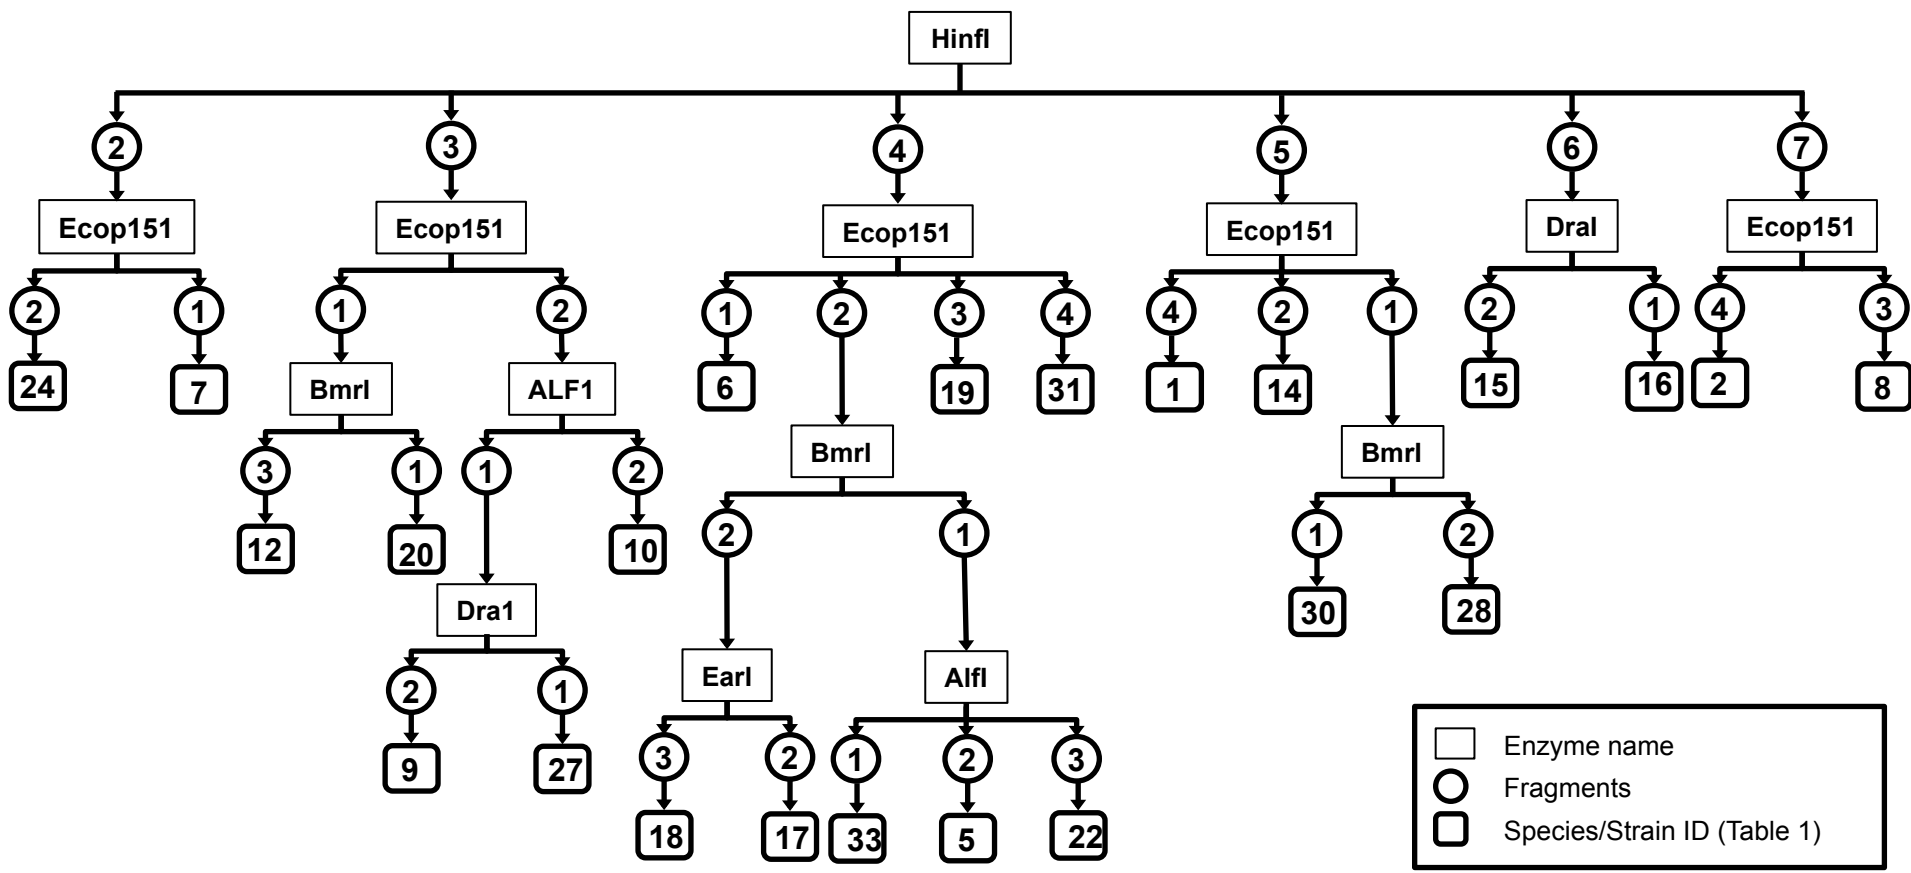 HinfI
2 3 4 5 6 7
Ecop151 Ecop151 Ecop151 Ecop151 DraI Ecop151
2 1 1 2 1 2 3 4 4 2 1 2 1 4 3
24 7 BmrI ALF1 6 19 31 1 14 15 16 2 8
BmrI BmrI
3 1 1 2
12 20 10 2 1 1 2
Dra1 30 28
2 1 EarI AlfI
9 27 3 2 1 2 3
18 17 33 5 22
Enzyme name
Fragments
Species/Strain ID (Table 1)